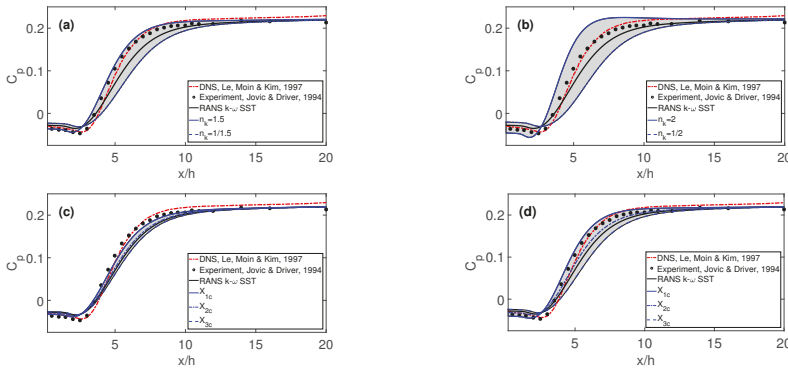 (a)
0.2
0.1
0
C_p
DNS, Le, Moin & Kim, 1997
Experiment, Jovic & Driver, 1994
RANS k-ω SST
n_k=1.5
n_k=1/1.5
5 10 15 20
x/h
(b)
0.2
0.1
0
C_p
DNS, Le, Moin & Kim, 1997
Experiment, Jovic & Driver, 1994
RANS k-ω SST
n_k=2
n_k=1/2
5 10 15 20
x/h
(c)
0.2
0.1
0
C_p
DNS, Le, Moin & Kim, 1997
Experiment, Jovic & Driver, 1994
RANS k-ω SST
X_1c
X_2c
X_3c
5 10 15 20
x/h
(d)
0.2
0.1
0
C_p
DNS, Le, Moin & Kim, 1997
Experiment, Jovic & Driver, 1994
RANS k-ω SST
X_1c
X_2c
X_3c
5 10 15 20
x/h